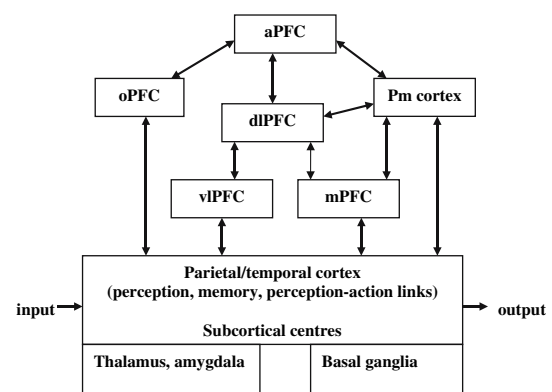 aPFC
oPFC
Pm cortex
dlPFC
vlPFC
mPFC
Parietal/temporal cortex
(perception, memory, perception-action links)
input
output
Subcortical centres
Thalamus, amygdala
Basal ganglia